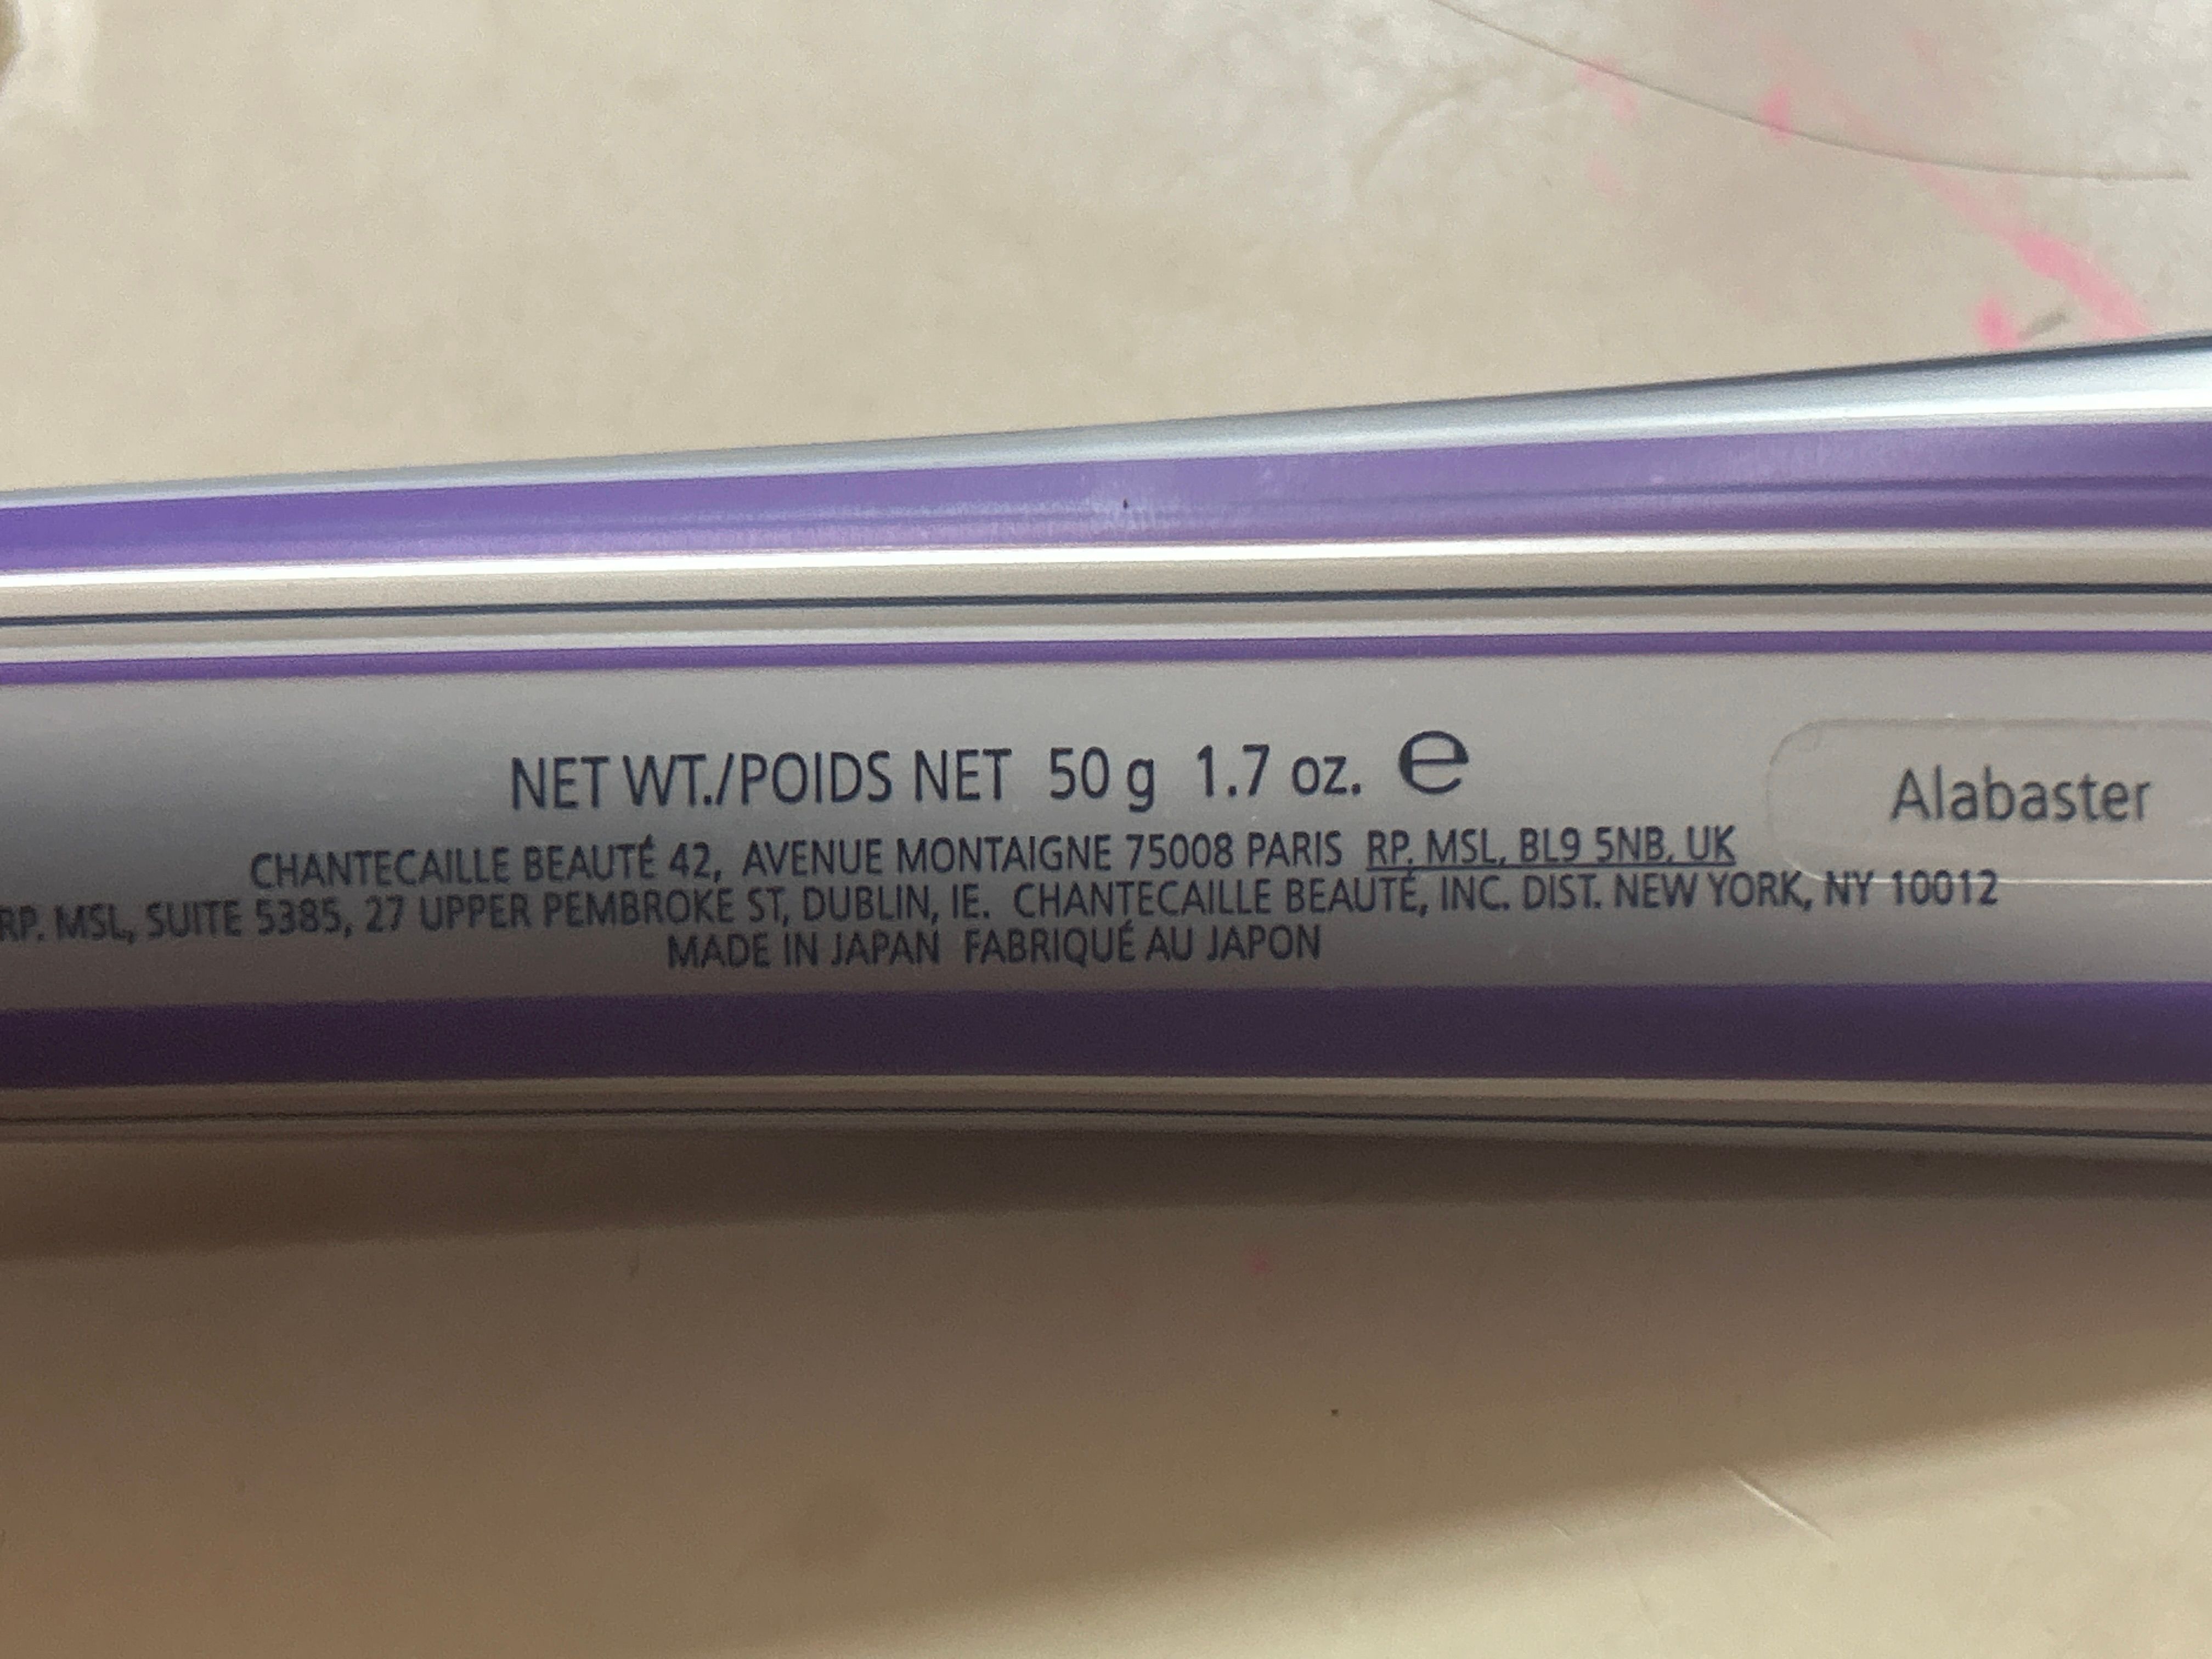 NET WT./POIDS NET 50 g 1.7 oz. ℮
Alabaster
CHANTECAILLE BEAUTÉ 42, AVENUE MONTAIGNE 75008 PARIS RP. MSL, BL9 5NB, UK
RP. MSL, SUITE 5385, 27 UPPER PEMBROKE ST, DUBLIN, IE. CHANTECAILLE BEAUTÉ, INC. DIST. NEW YORK, NY 10012
MADE IN JAPAN FABRIQUÉ AU JAPON